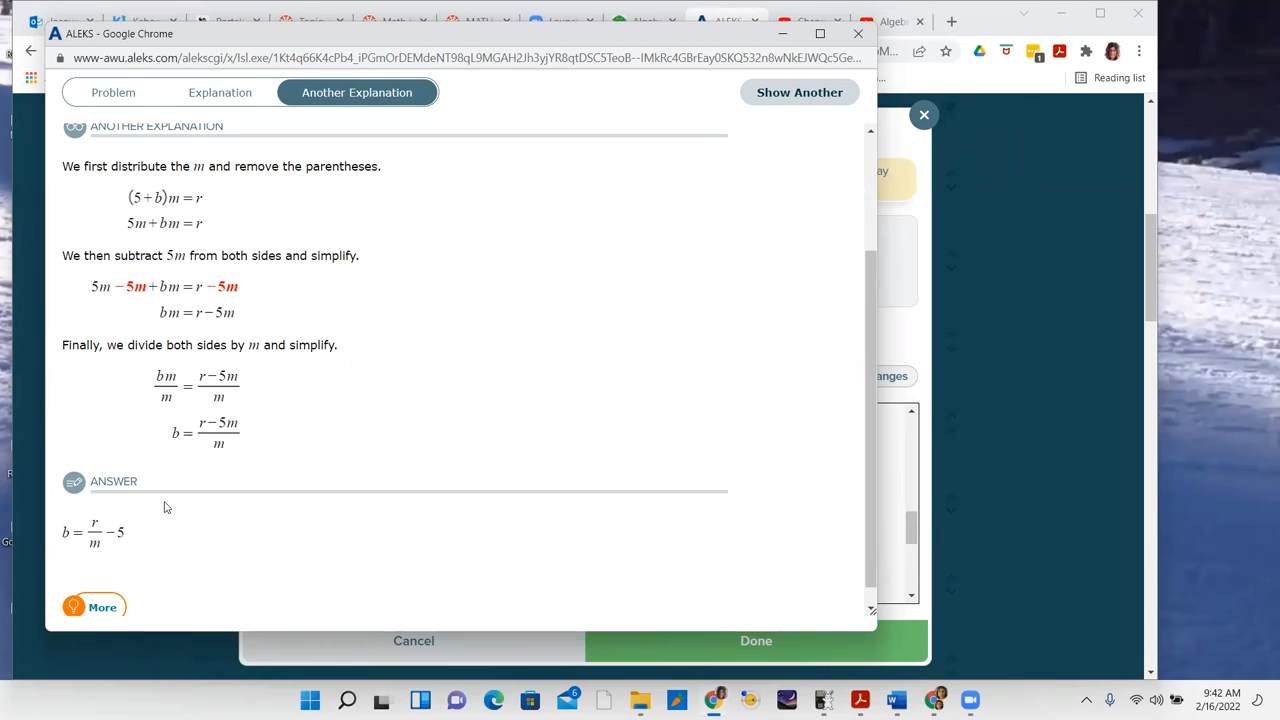 ALEKS - Google Chrome
Reading list
Problem
Explanation
Another Explanation
Show Another
ANOTHER EXPLANATION
We first distribute the m and remove the parentheses.
(5+b)m=r
5m+bm=r
We then subtract 5m from both sides and simplify.
5m −5m+bm=r −5m
bm=r−5m
Finally, we divide both sides by m and simplify.
bm/m = r−5m/m
b = r−5m/m
ANSWER
b = r/m − 5
More
ay
anges
Cancel
Done
9:42 AM
2/16/2022